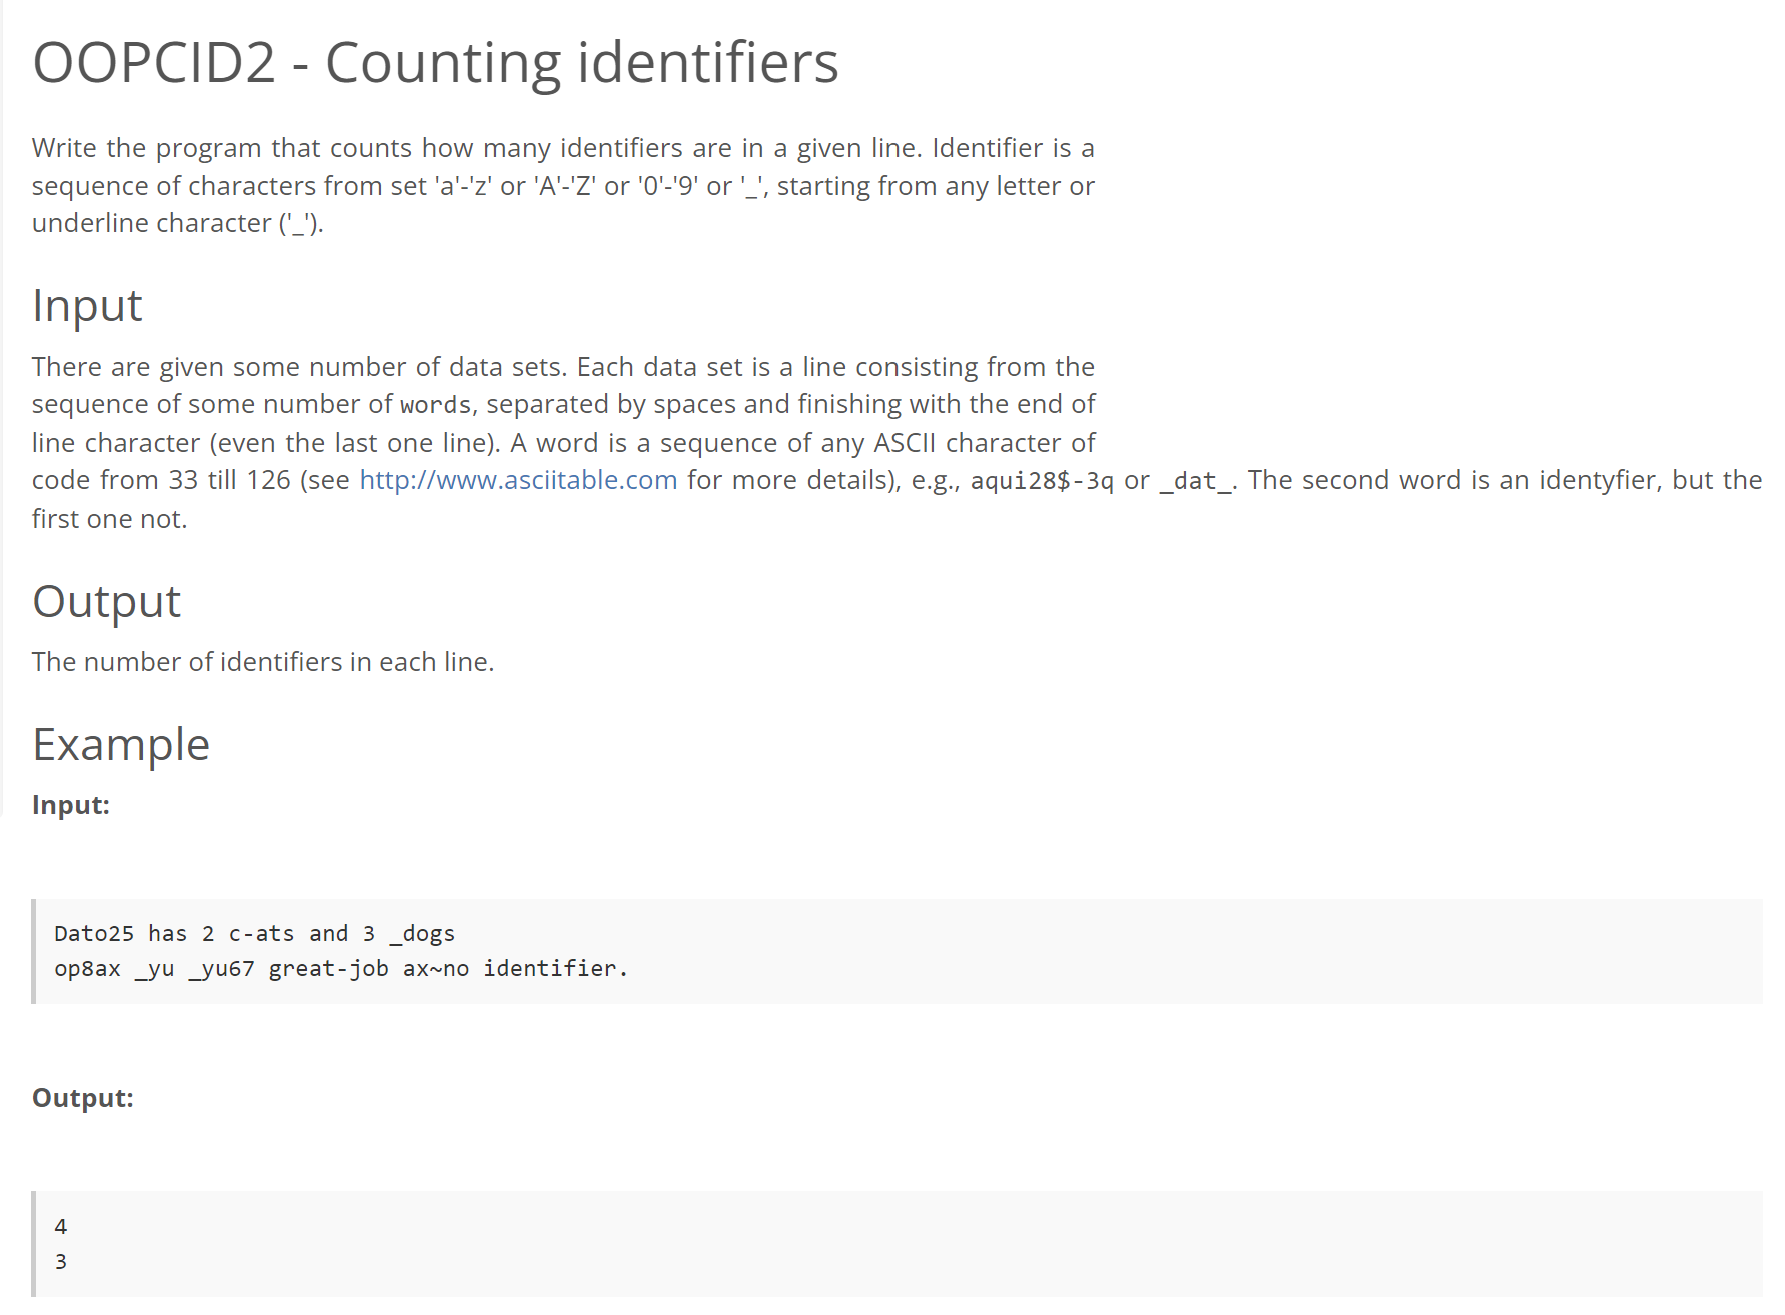 OOPCID2 - Counting identifiers
Write the program that counts how many identifiers are in a given line. Identifier is a
sequence of characters from set 'a'-'z' or 'A'-'Z' or '0'-'9' or '_', starting from any letter or
underline character ('_').
Input
There are given some number of data sets. Each data set is a line consisting from the
sequence of some number of words, separated by spaces and finishing with the end of
line character (even the last one line). A word is a sequence of any ASCII character of
code from 33 till 126 (see http://www.asciitable.com for more details), e.g., aqui28$-3q or _dat_. The second word is an identyfier, but the
first one not.
Output
The number of identifiers in each line.
Example
Input:
Dato25 has 2 c-ats and 3 _dogs
op8ax _yu _yu67 great-job ax~no identifier.
Output:
4
3